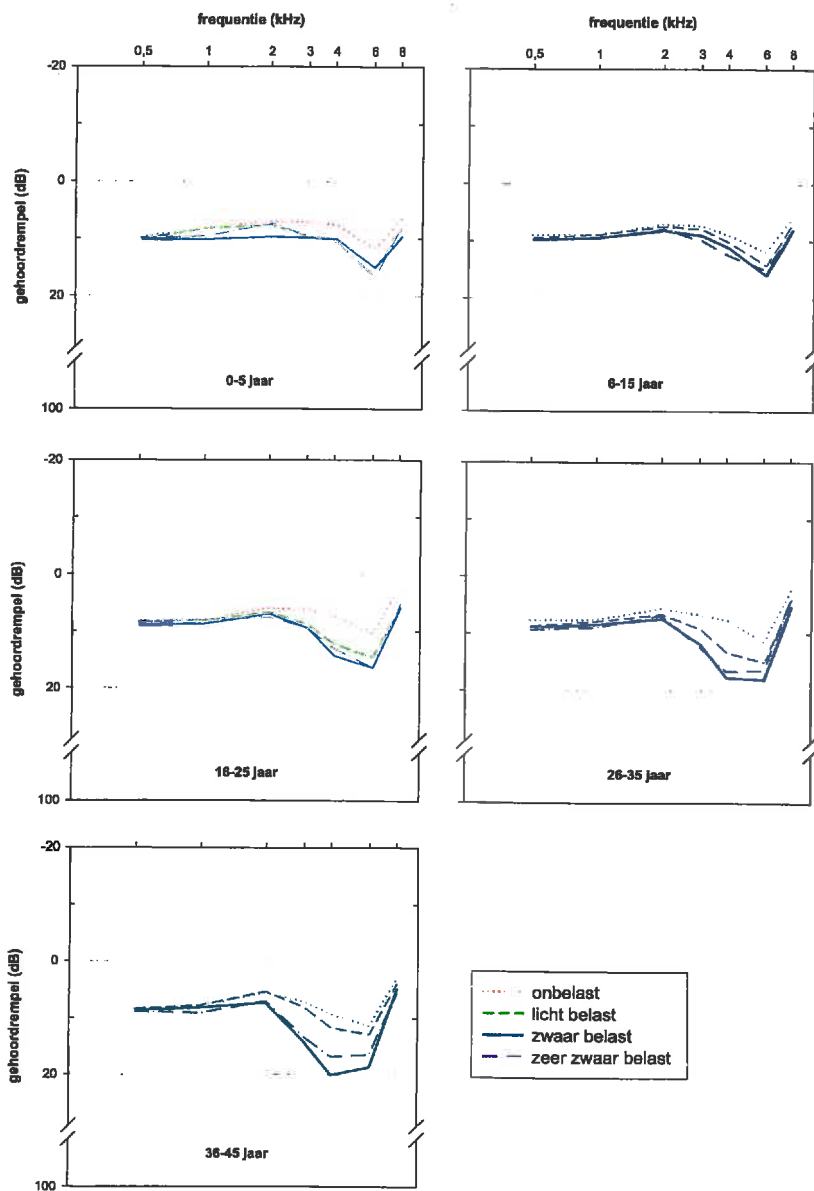 frequentie (kHz)
0,5 1 2 3 4 6 8
-20
0
20
100
gehoordrempel (dB)
0-5 jaar
frequentie (kHz)
0,5 1 2 3 4 6 8
6-15 jaar
-20
0
20
100
gehoordrempel (dB)
16-25 jaar
26-35 jaar
-20
0
20
100
gehoordrempel (dB)
36-45 jaar
onbelast
licht belast
zwaar belast
zeer zwaar belast